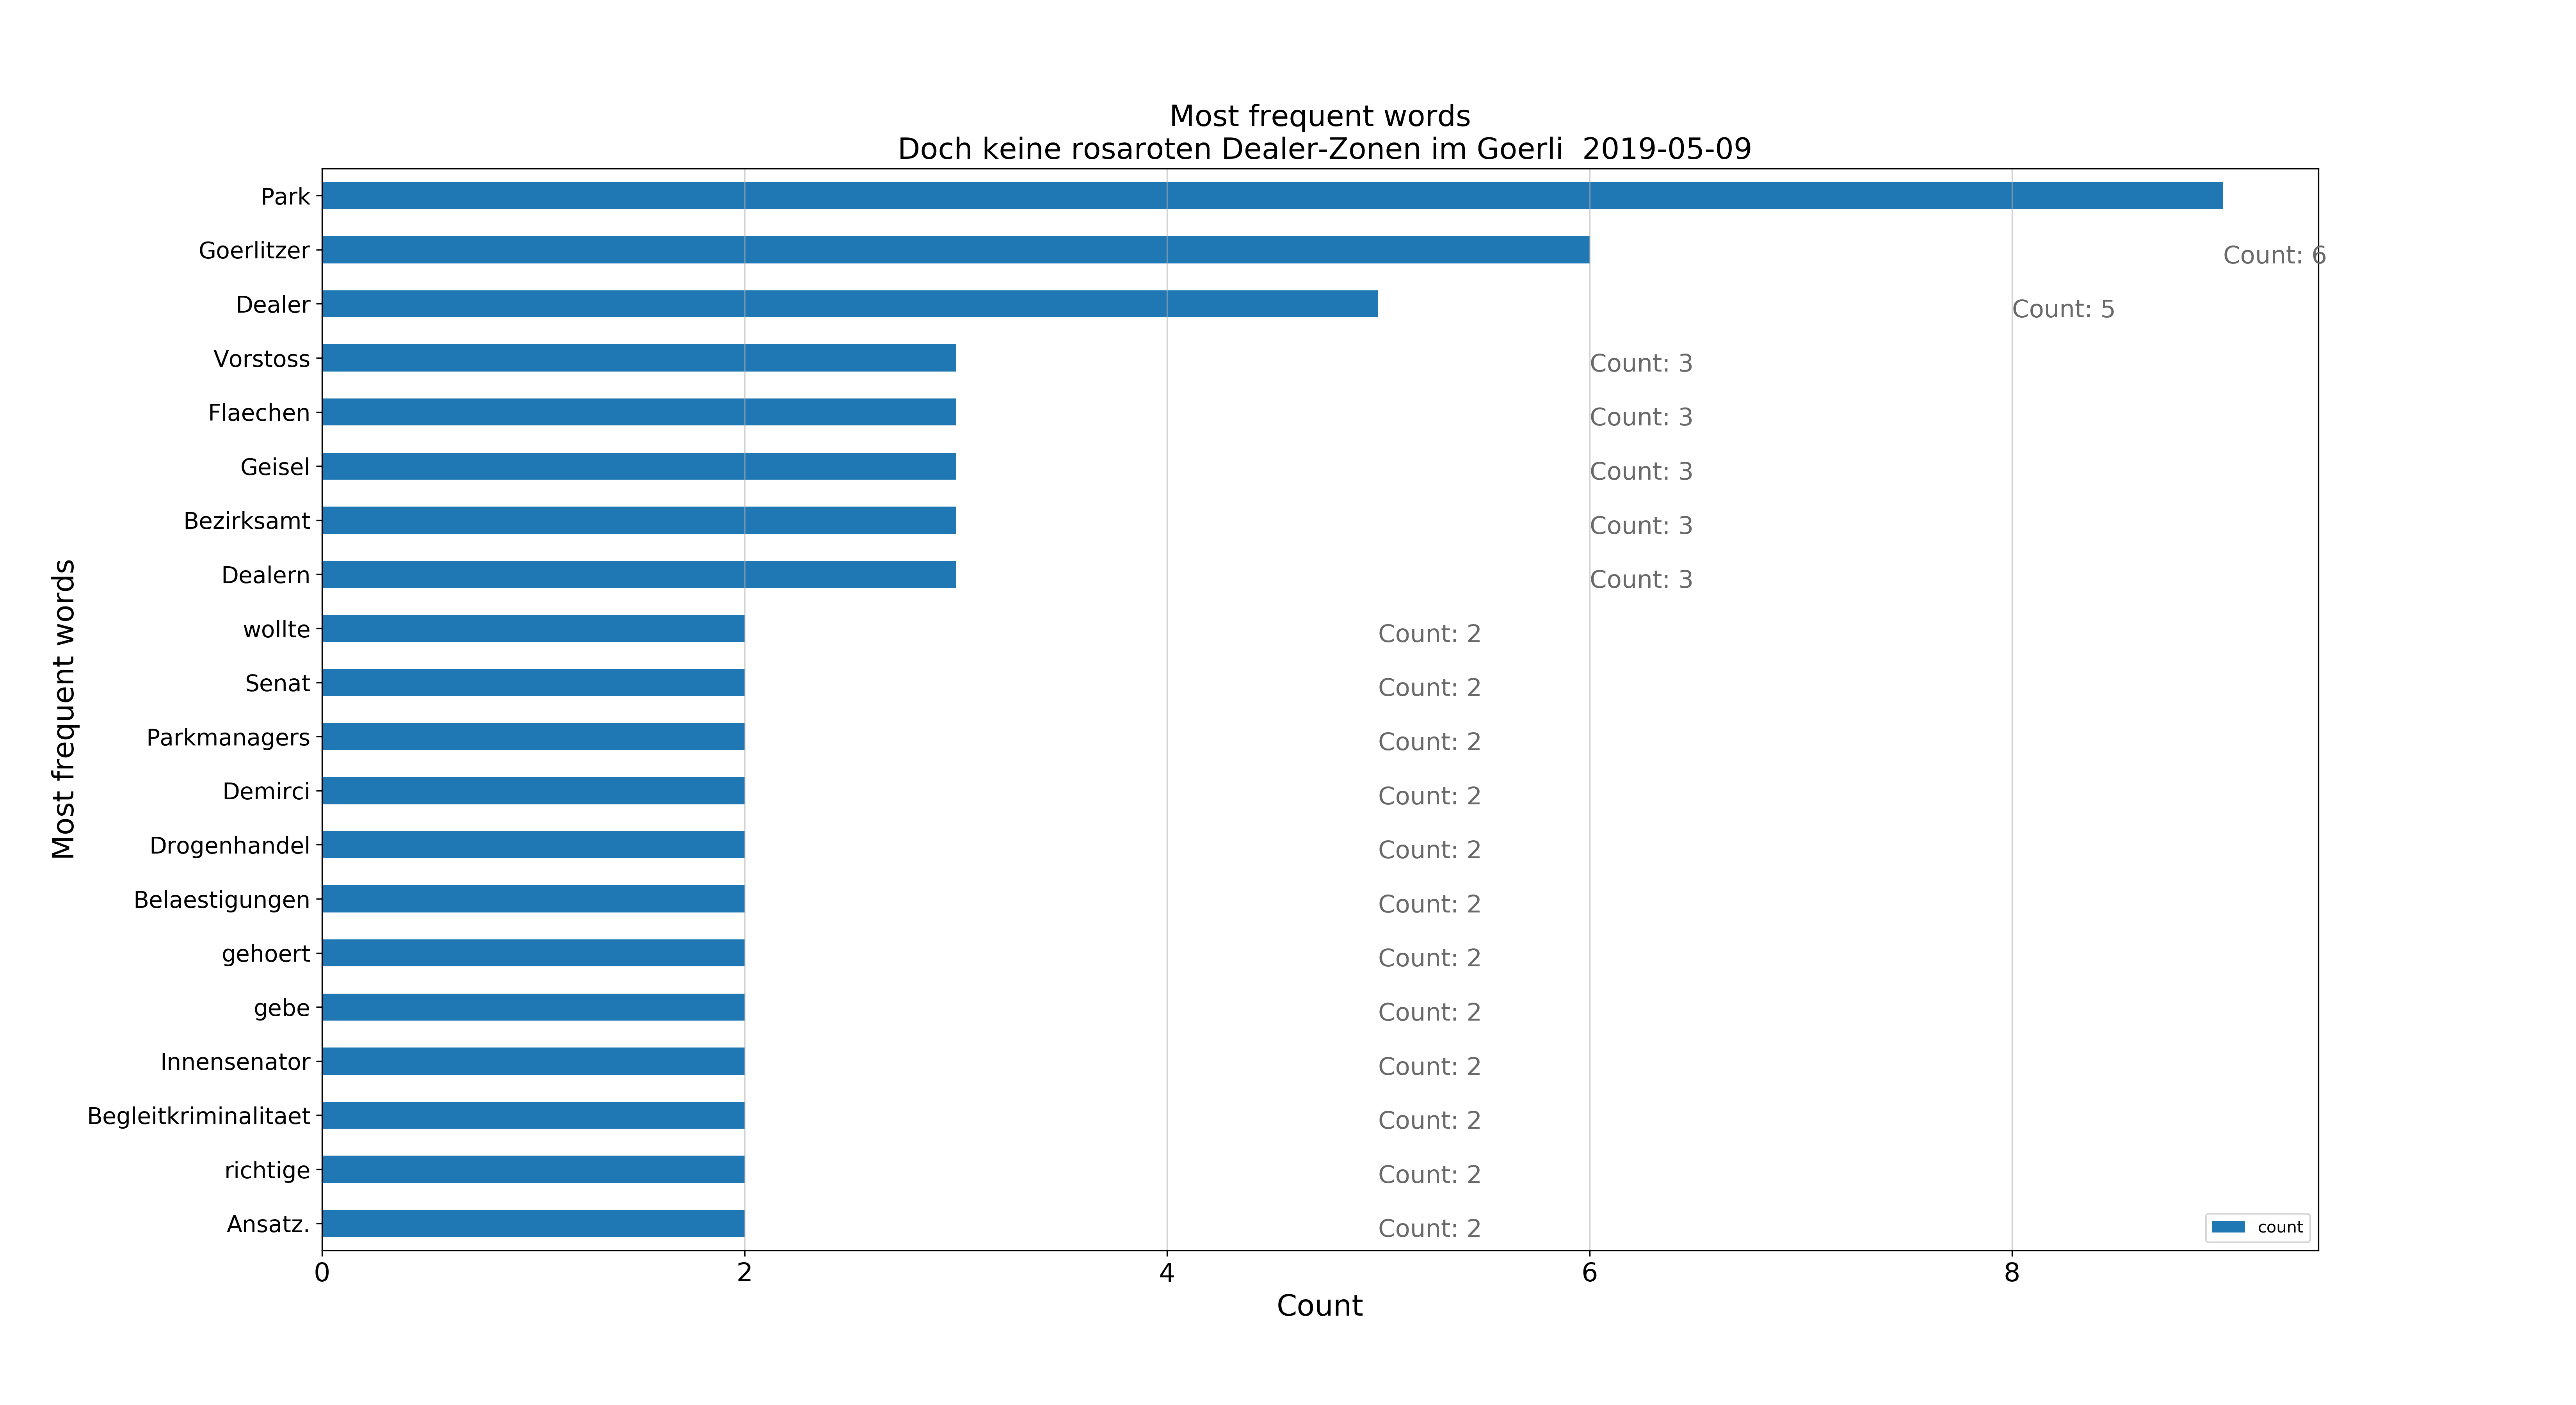 Most frequent words
Doch keine rosaroten Dealer-Zonen im Goerli  2019-05-09
Most frequent words
Park
Goerlitzer Count: 6
Dealer Count: 5
Vorstoss Count: 3
Flaechen Count: 3
Geisel Count: 3
Bezirksamt Count: 3
Dealern Count: 3
wollte Count: 2
Senat Count: 2
Parkmanagers Count: 2
Demirci Count: 2
Drogenhandel Count: 2
Belaestigungen Count: 2
gehoert Count: 2
gebe Count: 2
Innensenator Count: 2
Begleitkriminalitaet Count: 2
richtige Count: 2
Ansatz. Count: 2
count
0 2 4 6 8
Count